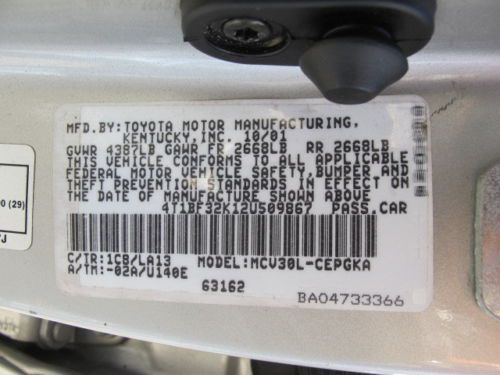 MFD.BY:TOYOTA MOTOR MANUFACTURING,
KENTUCKY,INC. 10/01
GVWR 4387LB GAWR FR 2668LB RR 2668LB
THIS VEHICLE CONFORMS TO ALL APPLICABLE
FEDERAL MOTOR VEHICLE SAFETY,BUMPER AND
THEFT PREVENTION STANDARDS IN EFFECT ON
THE DATE OF MANUFACTURE SHOWN ABOVE
4T1BF32K12U509867 PASS.CAR
C/TR:1C8/LA13 MODEL:MCV30L-CEPGKA
A/TM:-02A/U140E
63162
BA04733366
0 (29)